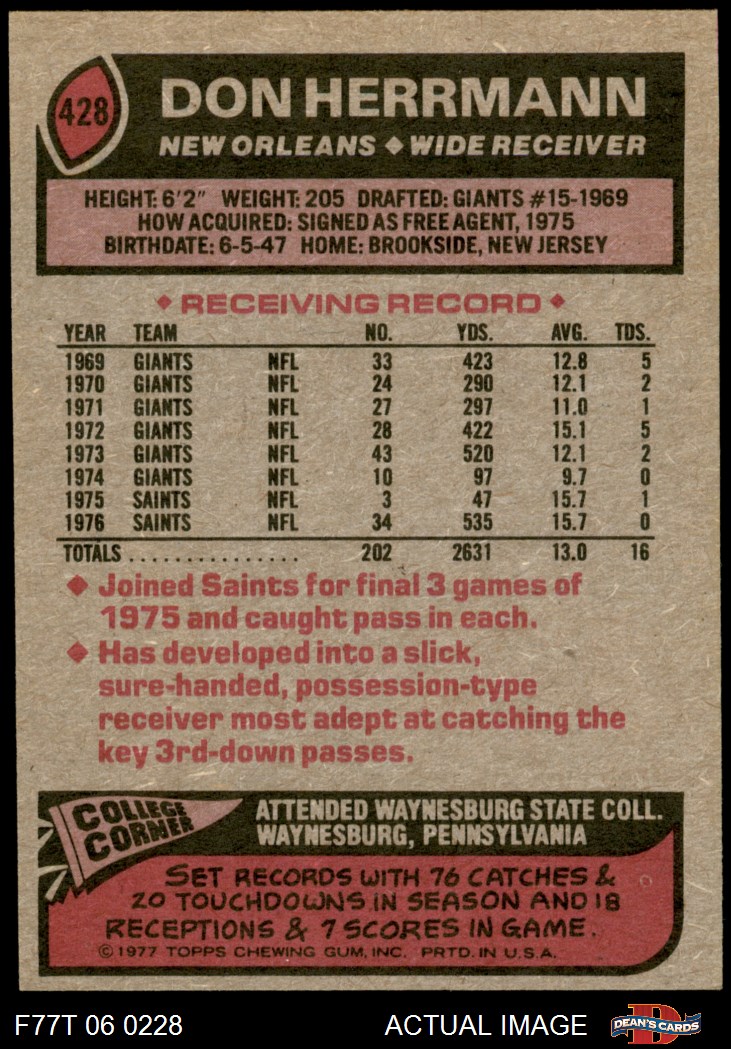 428
DON HERRMANN
NEW ORLEANS ◆ WIDE RECEIVER
HEIGHT: 6'2" WEIGHT: 205 DRAFTED: GIANTS #15-1969
HOW ACQUIRED: SIGNED AS FREE AGENT, 1975
BIRTHDATE: 6-5-47 HOME: BROOKSIDE, NEW JERSEY
◆ RECEIVING RECORD ◆
YEAR TEAM NO. YDS. AVG. TDS.
1969 GIANTS NFL 33 423 12.8 5
1970 GIANTS NFL 24 290 12.1 2
1971 GIANTS NFL 27 297 11.0 1
1972 GIANTS NFL 28 422 15.1 5
1973 GIANTS NFL 43 520 12.1 2
1974 GIANTS NFL 10 97 9.7 0
1975 SAINTS NFL 3 47 15.7 1
1976 SAINTS NFL 34 535 15.7 0
TOTALS ................ 202 2631 13.0 16
◆ Joined Saints for final 3 games of
1975 and caught pass in each.
◆ Has developed into a slick,
sure-handed, possession-type
receiver most adept at catching the
key 3rd-down passes.
COLLEGE
CORNER
ATTENDED WAYNESBURG STATE COLL.
WAYNESBURG, PENNSYLVANIA
SET RECORDS WITH 76 CATCHES &
20 TOUCHDOWNS IN SEASON AND 18
RECEPTIONS & 7 SCORES IN GAME.
© 1977 TOPPS CHEWING GUM, INC. PRTD. IN U.S.A.
F77T 06 0228
ACTUAL IMAGE
D
DEAN'S CARDS